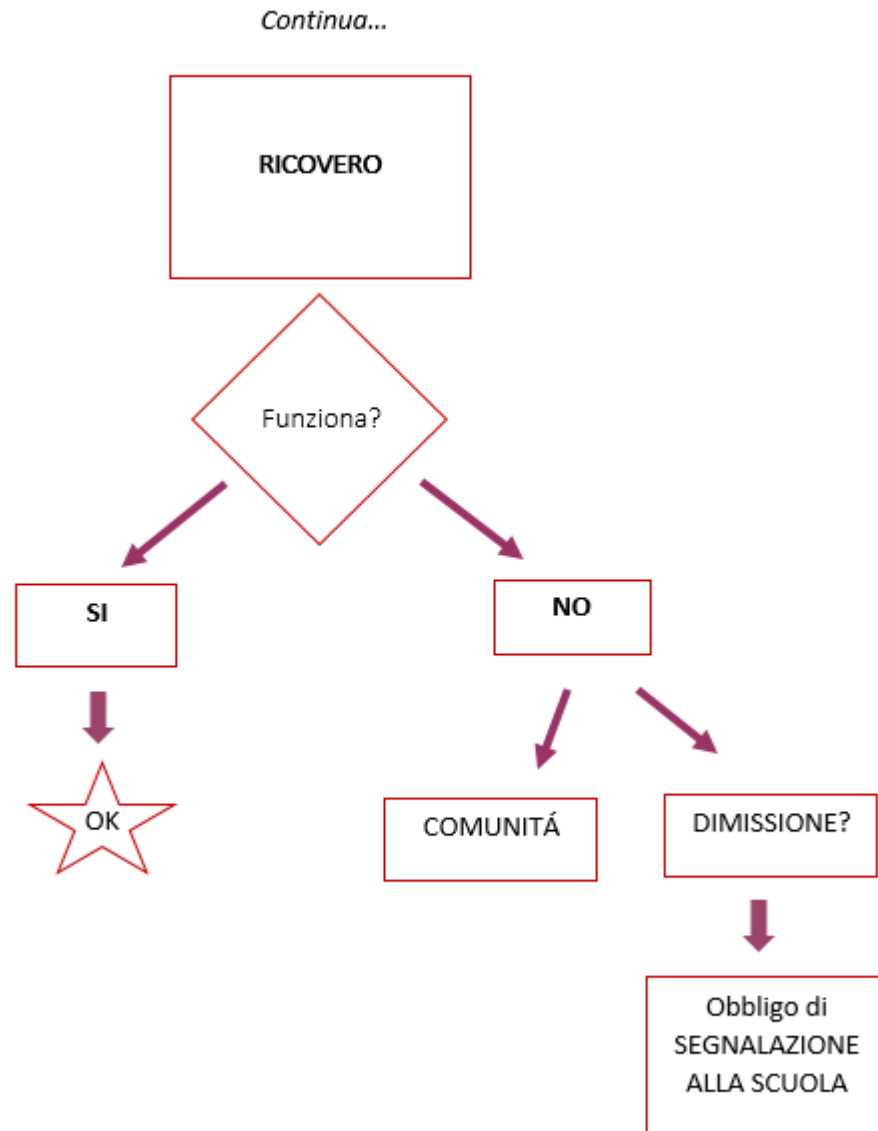 Continua...
RICOVERO
Funziona?
SI
NO
OK
COMUNITÁ
DIMISSIONE?
Obbligo di
SEGNALAZIONE
ALLA SCUOLA